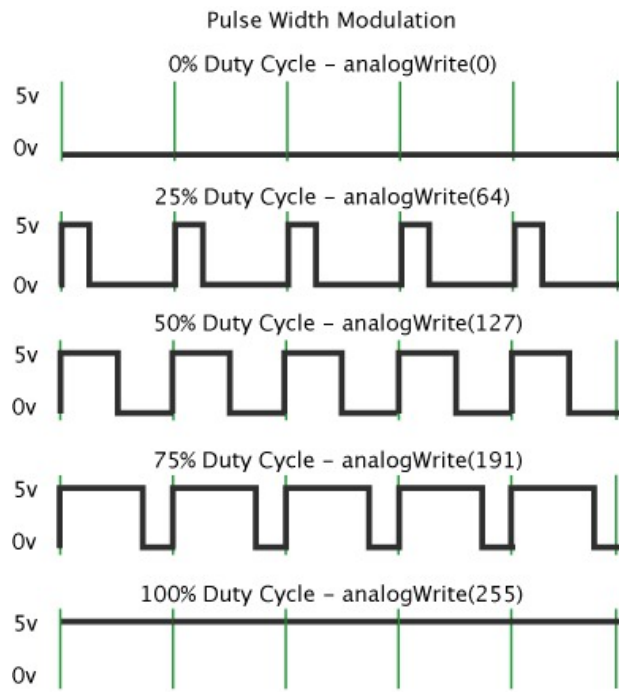 Pulse Width Modulation
0% Duty Cycle – analogWrite(0)
5v
0v
25% Duty Cycle – analogWrite(64)
5v
0v
50% Duty Cycle – analogWrite(127)
5v
0v
75% Duty Cycle – analogWrite(191)
5v
0v
100% Duty Cycle – analogWrite(255)
5v
0v